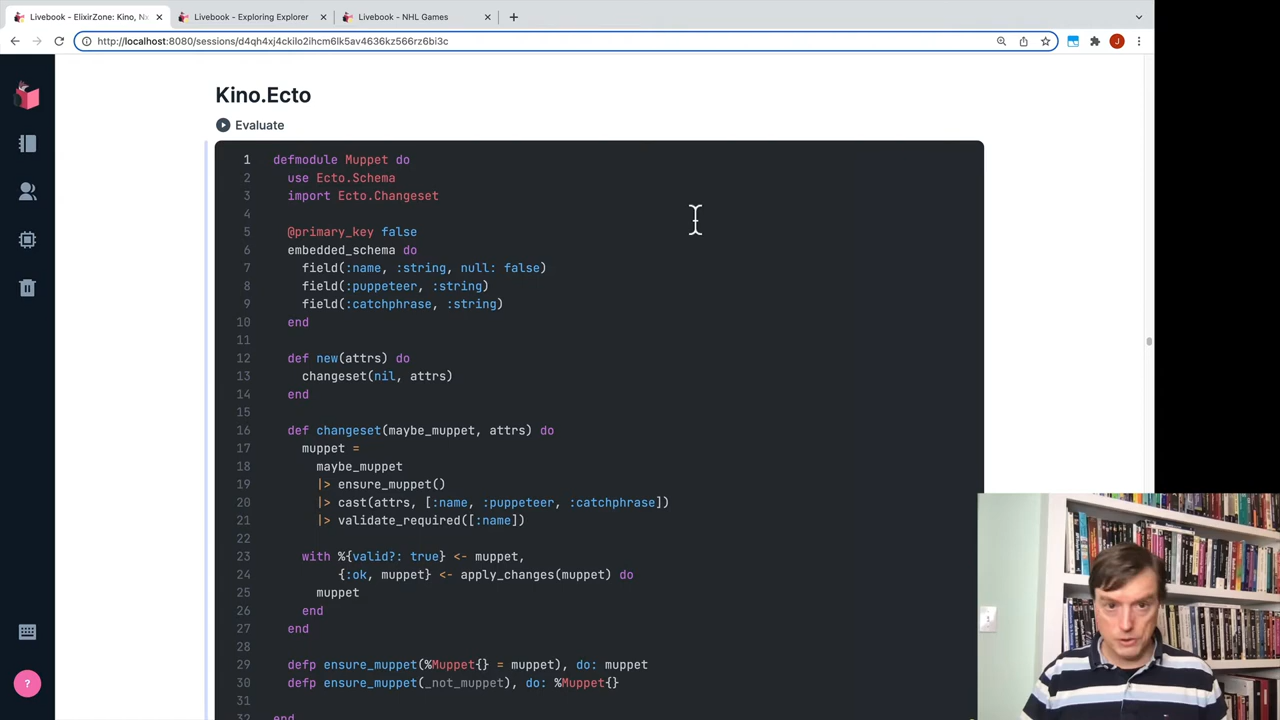 Livebook - ElixirZone: Kino, Nx
Livebook - Exploring Explorer
Livebook - NHL Games
http://localhost:8080/sessions/d4qh4xj4ckilo2ihcm6lk5av4636kz566rz6bi3c
J
Kino.Ecto
Evaluate
1 defmodule Muppet do
2 use Ecto.Schema
3 import Ecto.Changeset
4
5 @primary_key false
6 embedded_schema do
7 field(:name, :string, null: false)
8 field(:puppeteer, :string)
9 field(:catchphrase, :string)
10 end
11
12 def new(attrs) do
13 changeset(nil, attrs)
14 end
15
16 def changeset(maybe_muppet, attrs) do
17 muppet =
18 maybe_muppet
19 |> ensure_muppet()
20 |> cast(attrs, [:name, :puppeteer, :catchphrase])
21 |> validate_required([:name])
22
23 with %{valid?: true} <- muppet,
24 {:ok, muppet} <- apply_changes(muppet) do
25 muppet
26 end
27 end
28
29 defp ensure_muppet(%Muppet{} = muppet), do: muppet
30 defp ensure_muppet(_not_muppet), do: %Muppet{}
31
32 end
?